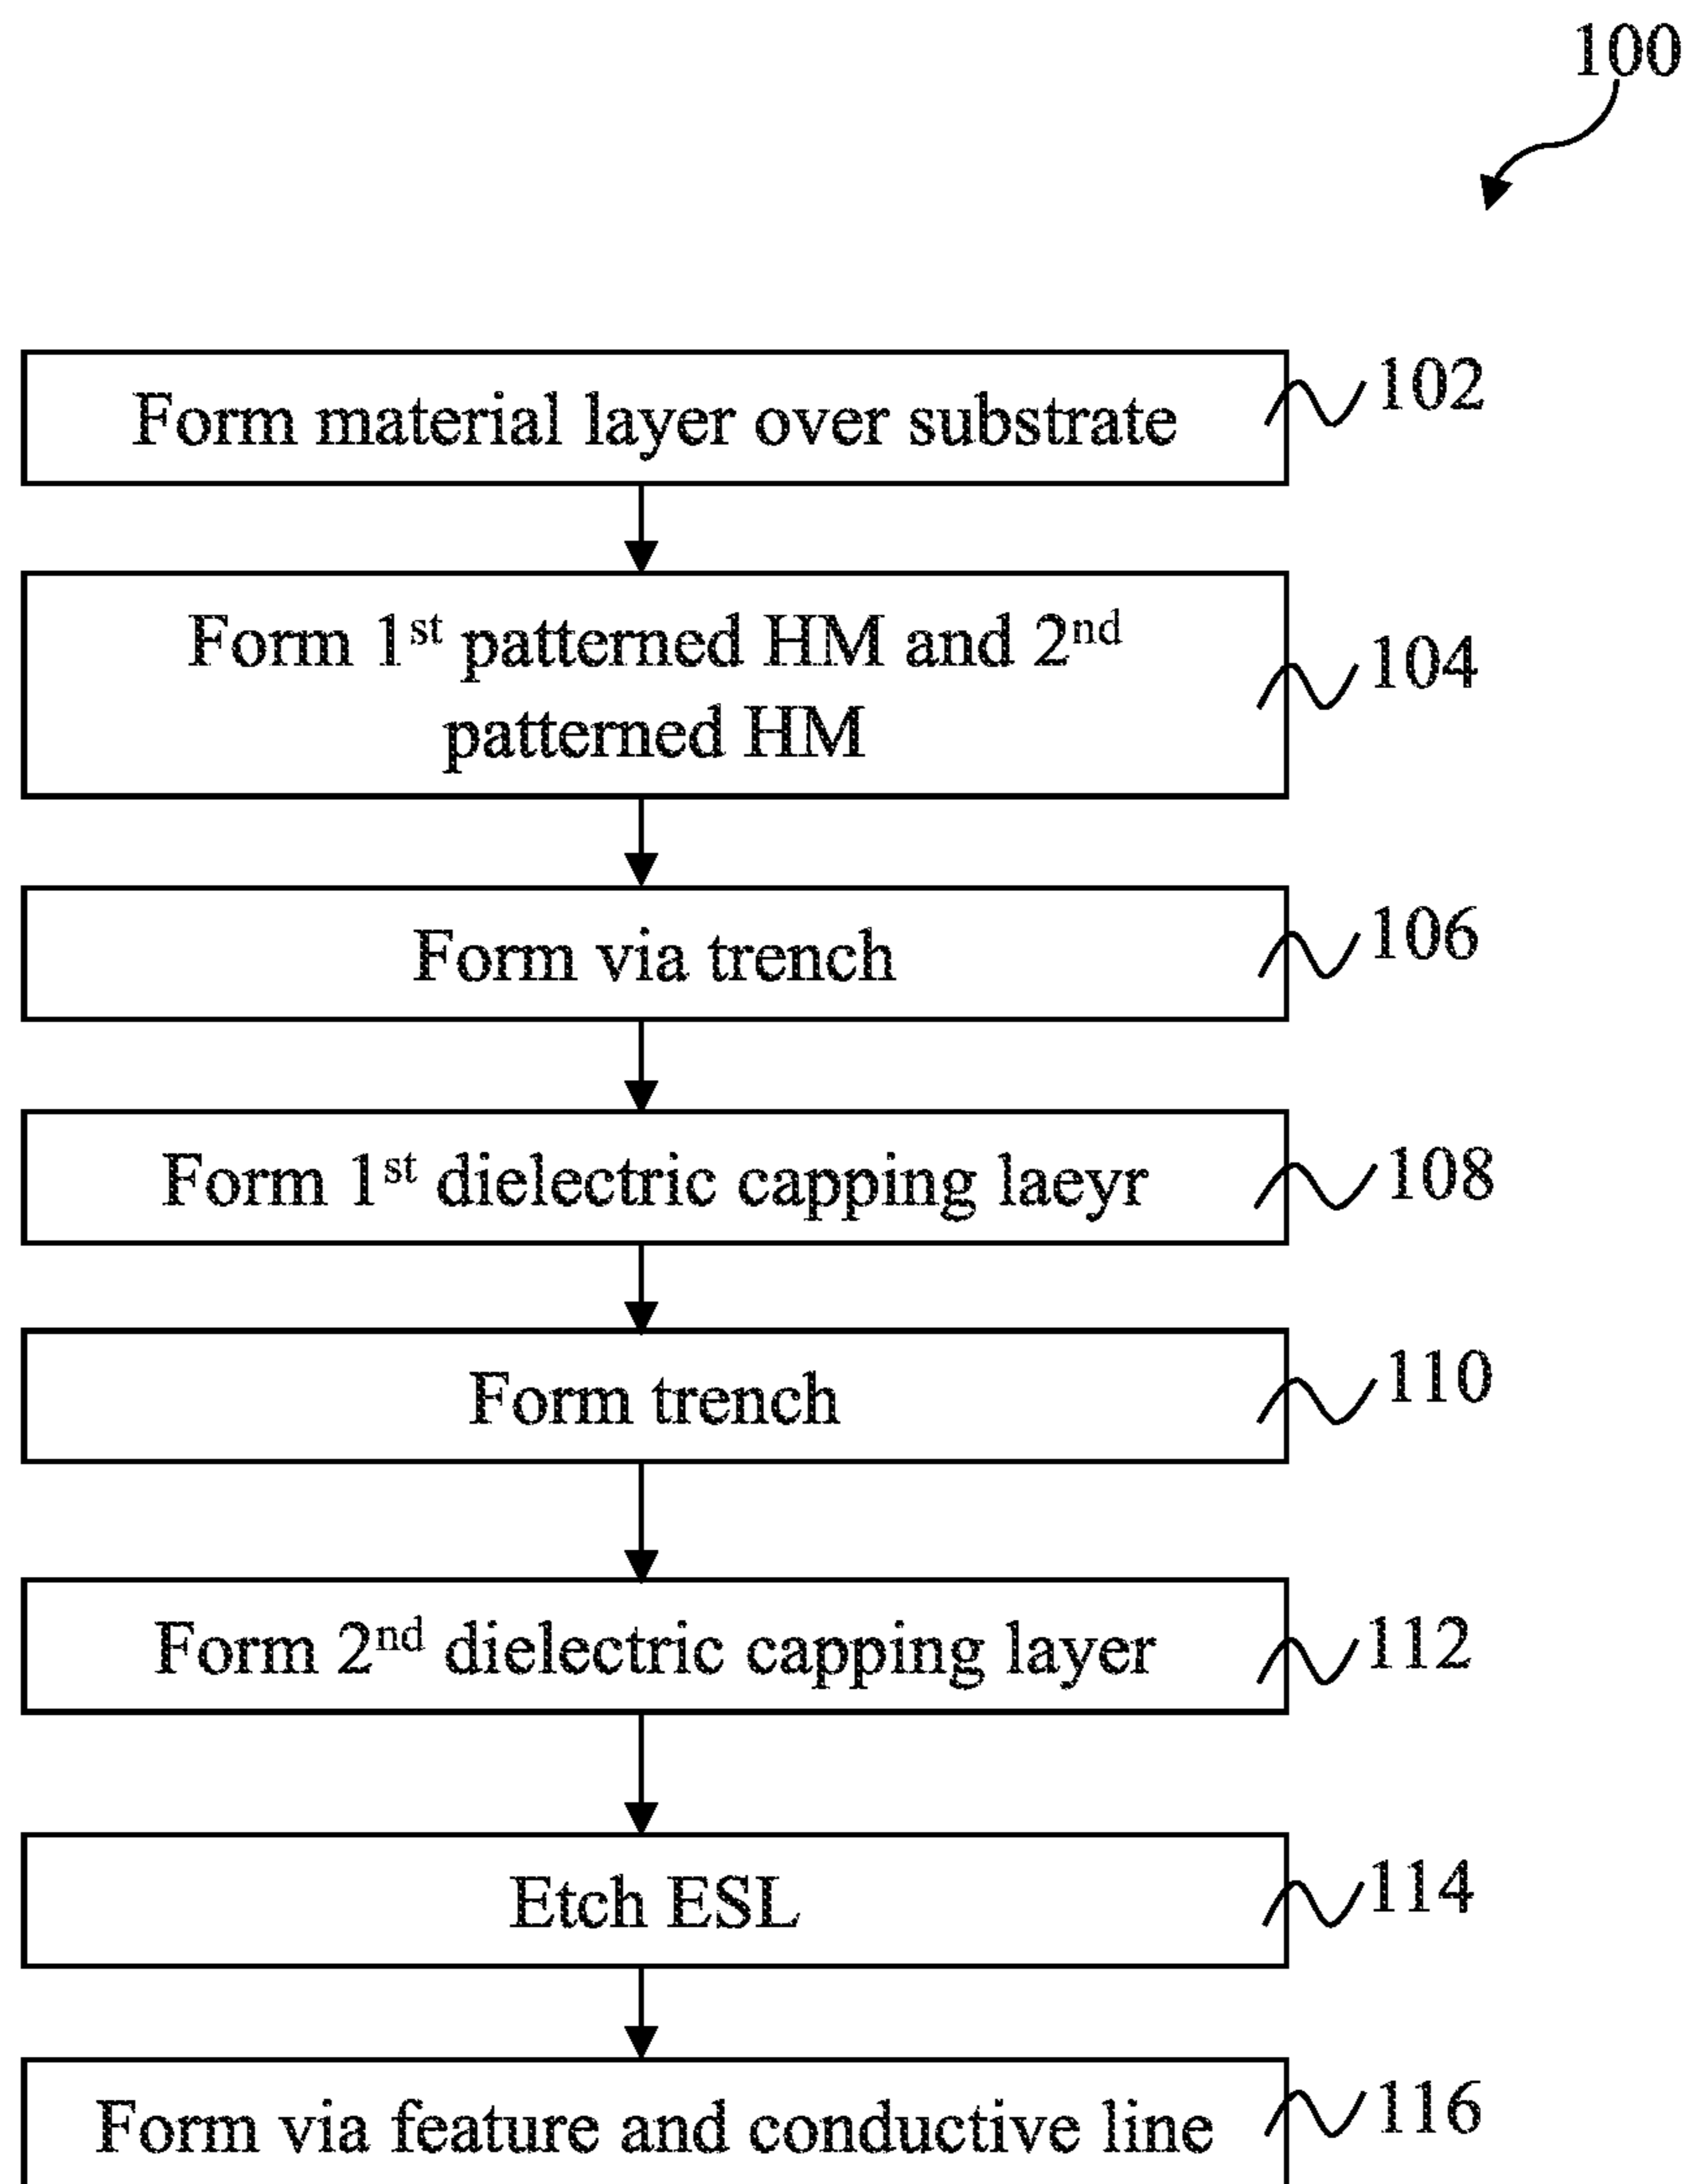 100
Form material layer over substrate
102
Form 1st patterned HM and 2nd
patterned HM
104
Form via trench
106
Form 1st dielectric capping laeyr
108
Form trench
110
Form 2nd dielectric capping layer
112
Etch ESL
114
Form via feature and conductive line
116